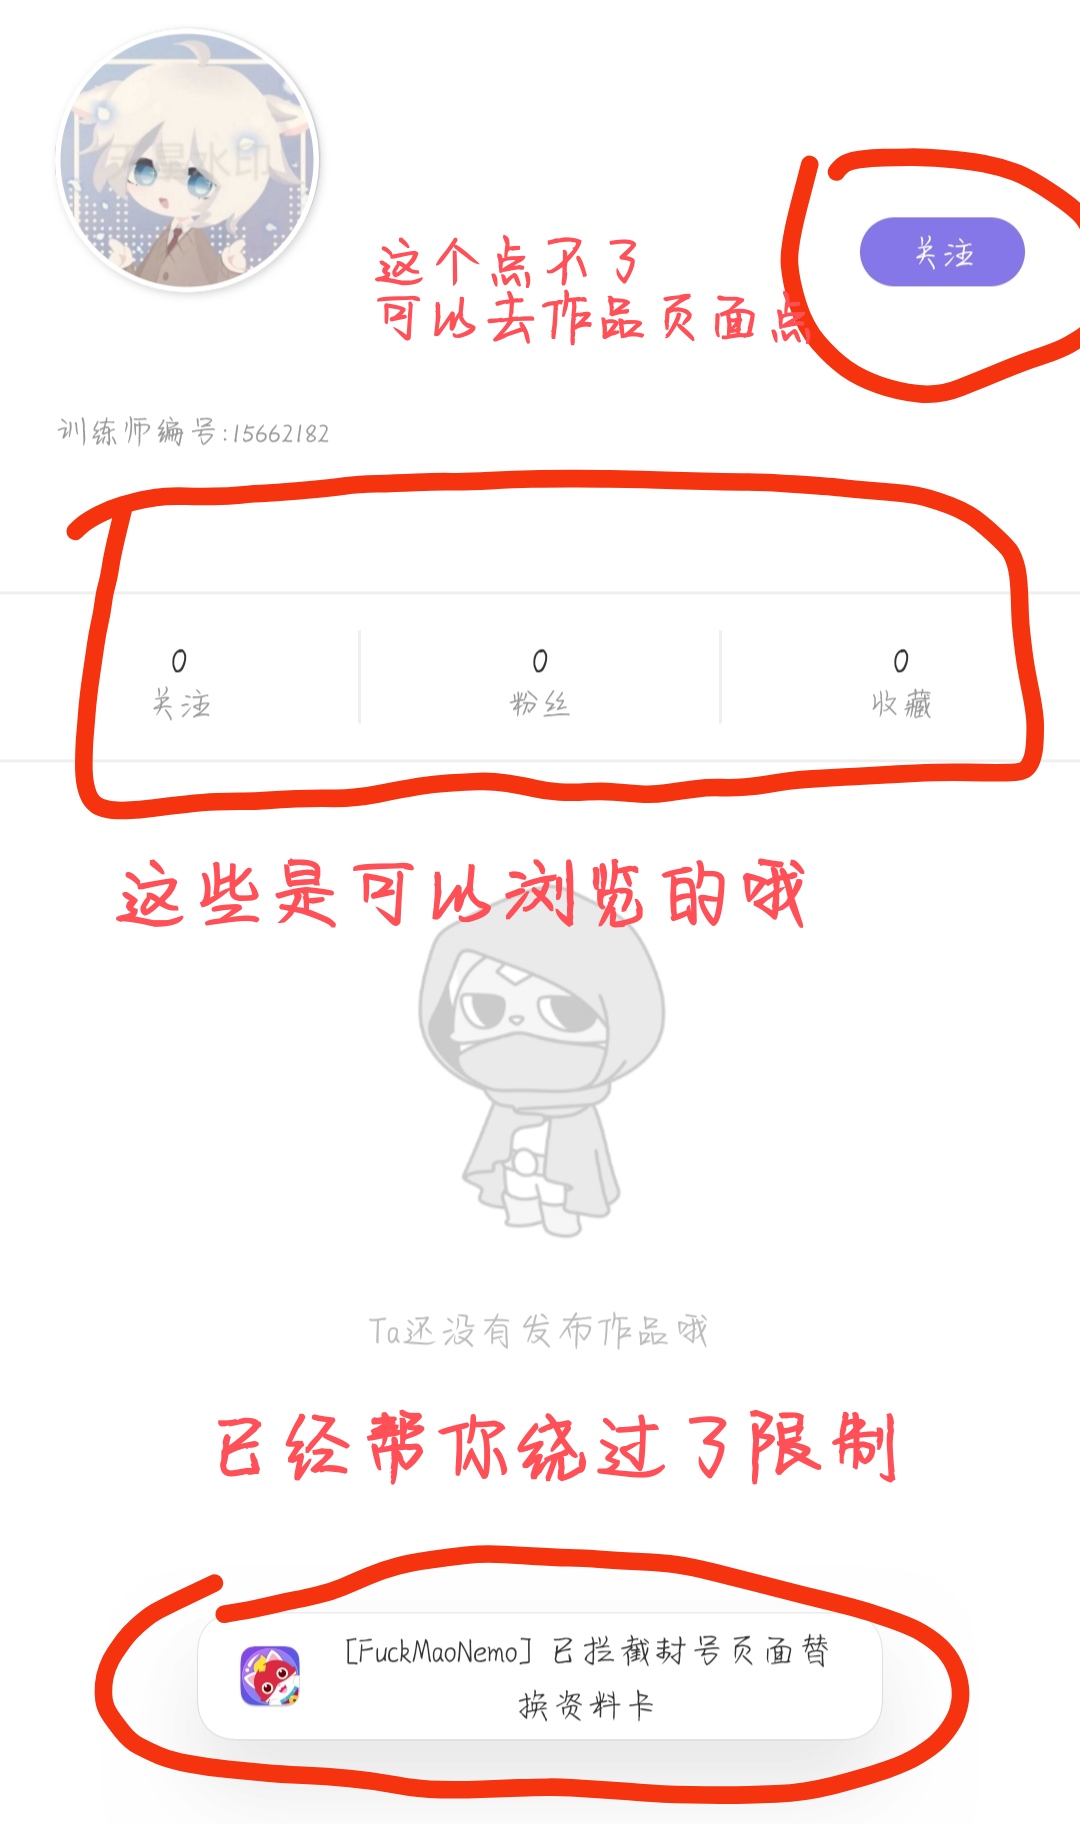 这个点不了
可以去作品页面点
关注
训练师编号:15662182
0
关注
0
粉丝
0
收藏
这些是可以浏览的哦
Ta还没有发布作品哦
已经帮你绕过了限制
[FuckMaoNemo] 已拦截封号页面替
换资料卡